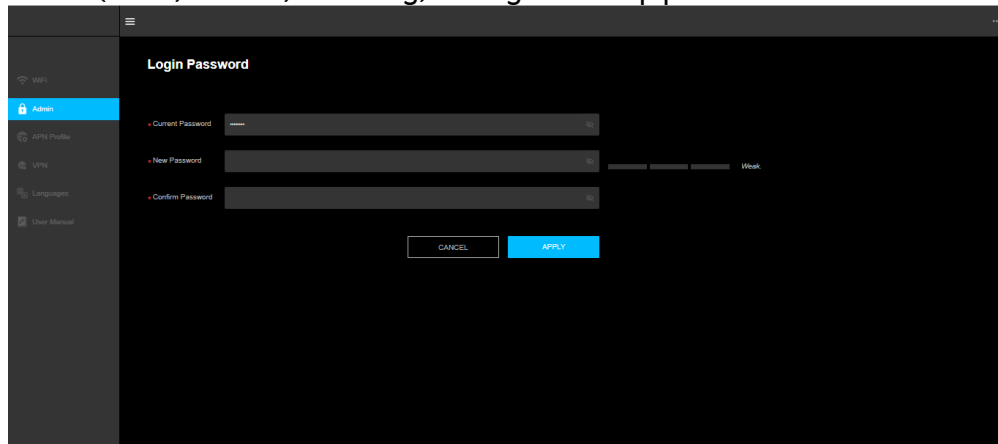 Login Password
WiFi
Admin
APN Profile
VPN
Languages
User Manual
* Current Password ••••••••
* New Password
Weak.
* Confirm Password
CANCEL APPLY